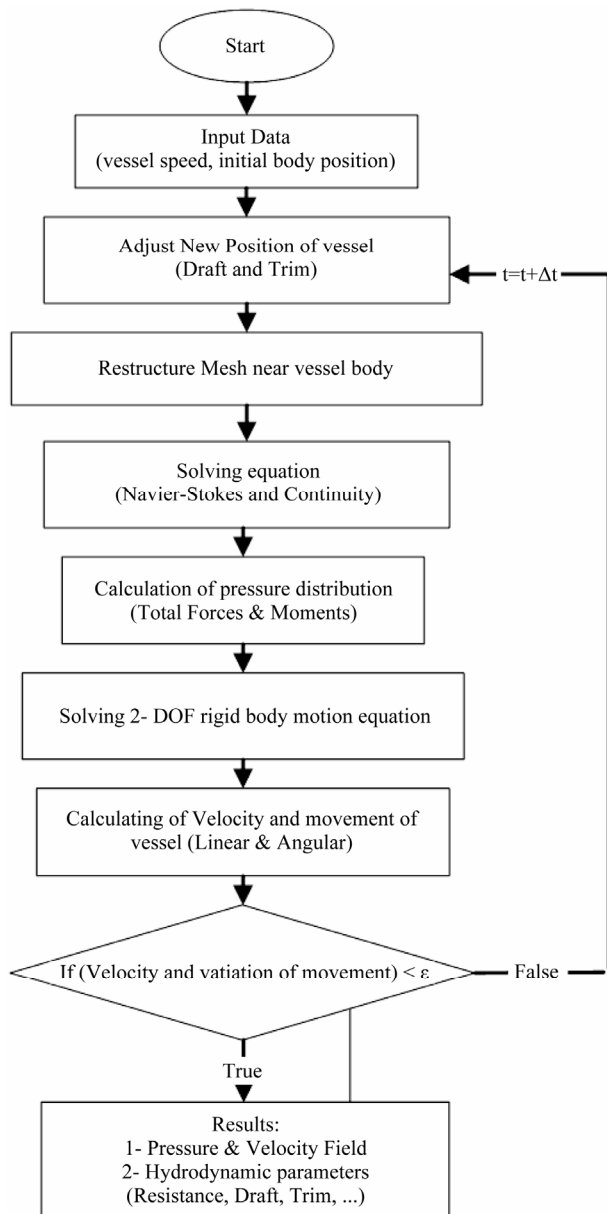 Start
Input Data
(vessel speed, initial body position)
Adjust New Position of vessel
(Draft and Trim)
t=t+Δt
Restructure Mesh near vessel body
Solving equation
(Navier-Stokes and Continuity)
Calculation of pressure distribution
(Total Forces & Moments)
Solving 2- DOF rigid body motion equation
Calculating of Velocity and movement of
vessel (Linear & Angular)
If (Velocity and vatiation of movement) < ε
False
True
Results:
1- Pressure & Velocity Field
2- Hydrodynamic parameters
(Resistance, Draft, Trim, ...)